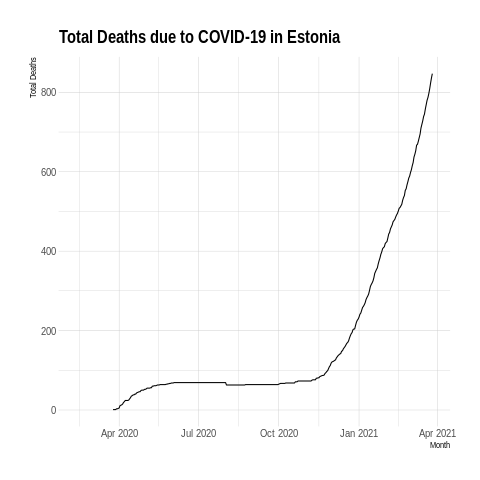 Total Deaths due to COVID-19 in Estonia
Total Deaths
800
600
400
200
0
Apr 2020 Jul 2020 Oct 2020 Jan 2021 Apr 2021
Month